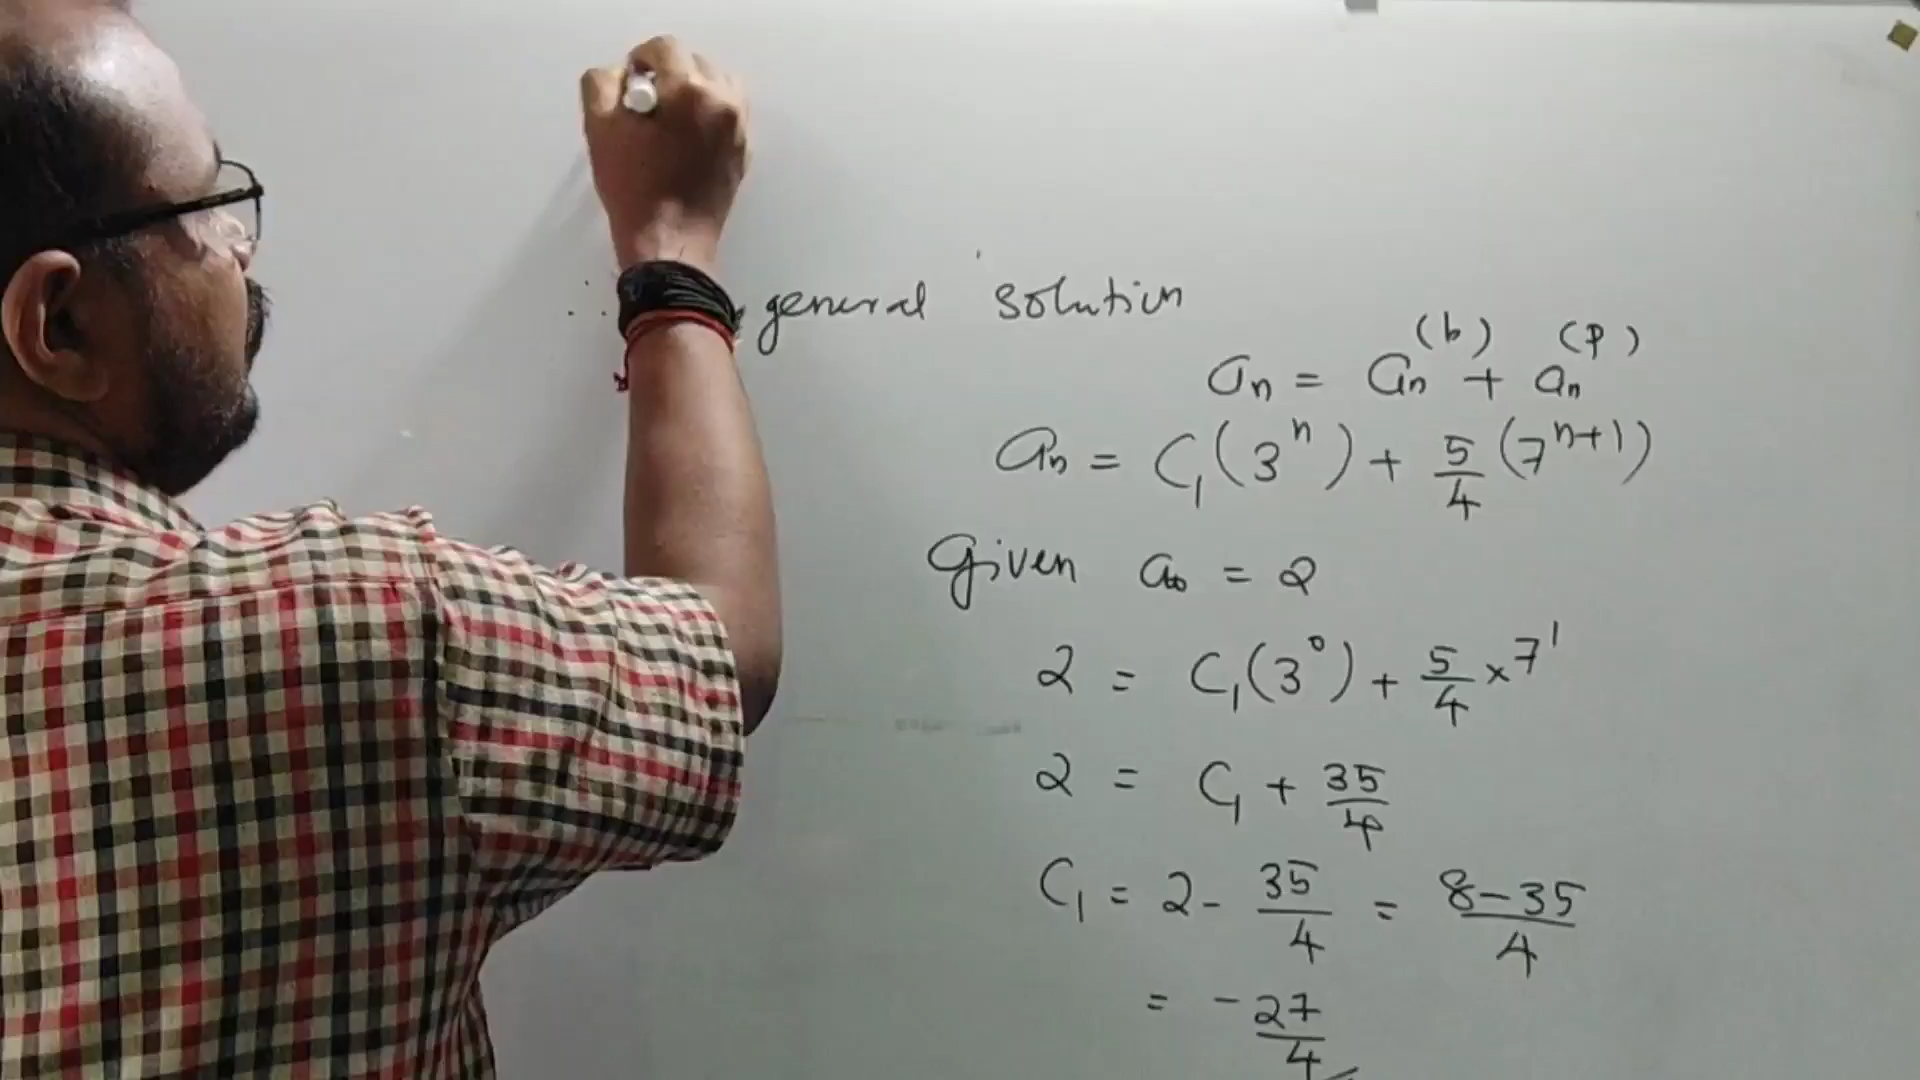 ∴ general solution
aₙ = aₙ⁽ʰ⁾ + aₙ⁽ᵖ⁾
aₙ = C₁(3ⁿ) + 5/4 (7ⁿ⁺¹)
Given a₀ = 2
2 = C₁(3⁰) + 5/4 × 7¹
2 = C₁ + 35/4
C₁ = 2 - 35/4 = 8-35/4
= -27/4